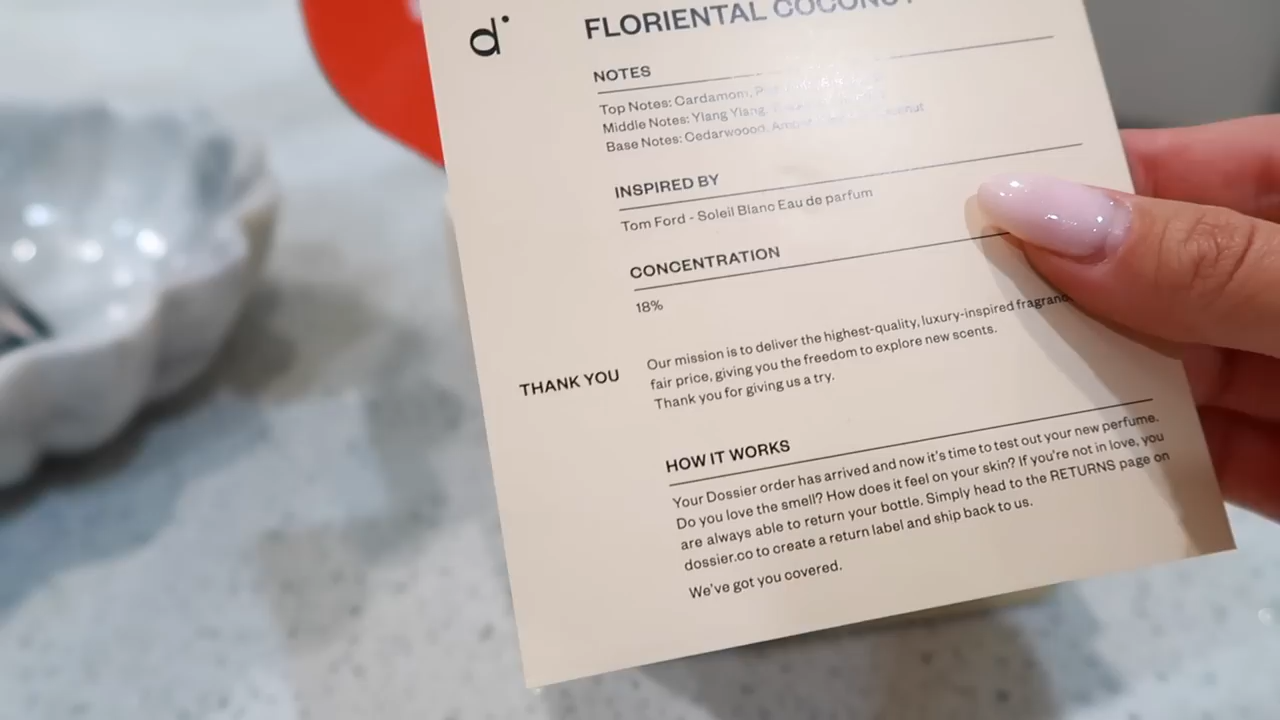 d•
FLORIENTAL COCONUT
NOTES
Top Notes: Cardamom,
Middle Notes: Ylang Ylang,
Base Notes: Cedarwoood, Amber
INSPIRED BY
Tom Ford - Soleil Blanc Eau de parfum
CONCENTRATION
18%
THANK YOU
Our mission is to deliver the highest-quality, luxury-inspired
fair price, giving you the freedom to explore new scents.
Thank you for giving us a try.
HOW IT WORKS
Your Dossier order has arrived and now it's time to test out your new perfume.
Do you love the smell? How does it feel on your skin? If you're not in love, you
are always able to return your bottle. Simply head to the RETURNS page on
dossier.co to create a return label and ship back to us.
We've got you covered.